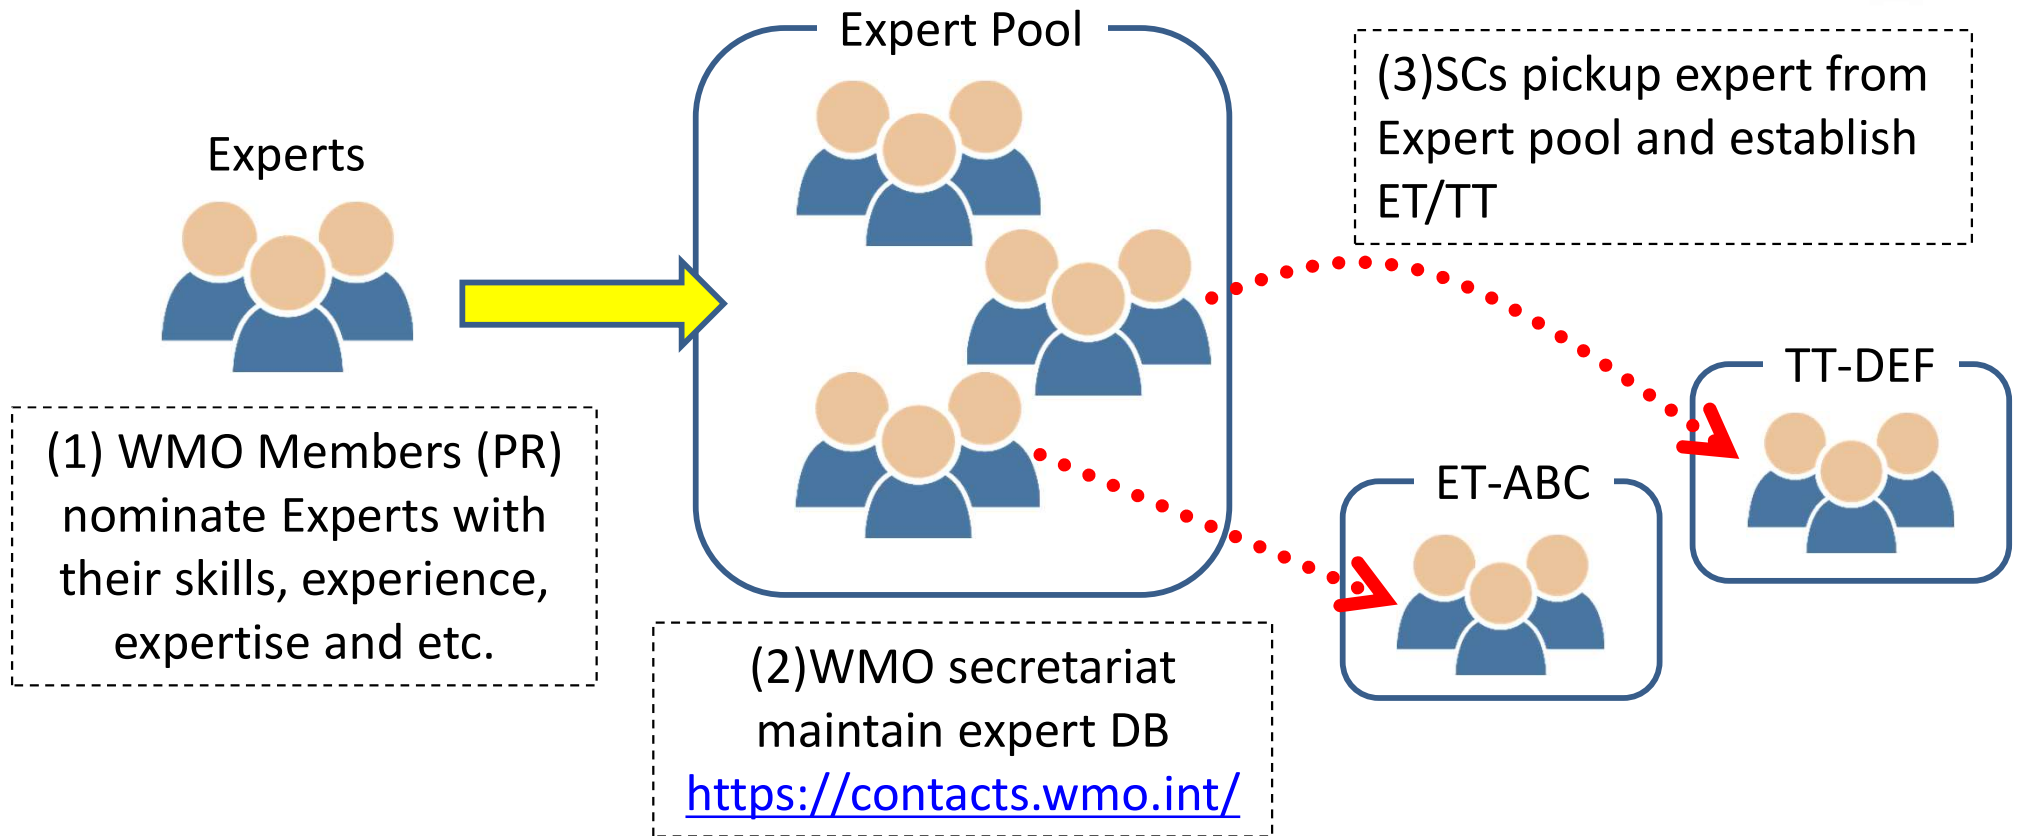 Experts
(1) WMO Members (PR)
nominate Experts with
their skills, experience,
expertise and etc.
Expert Pool
(2)WMO secretariat
maintain expert DB
https://contacts.wmo.int/
(3)SCs pickup expert from
Expert pool and establish
ET/TT
TT-DEF
ET-ABC